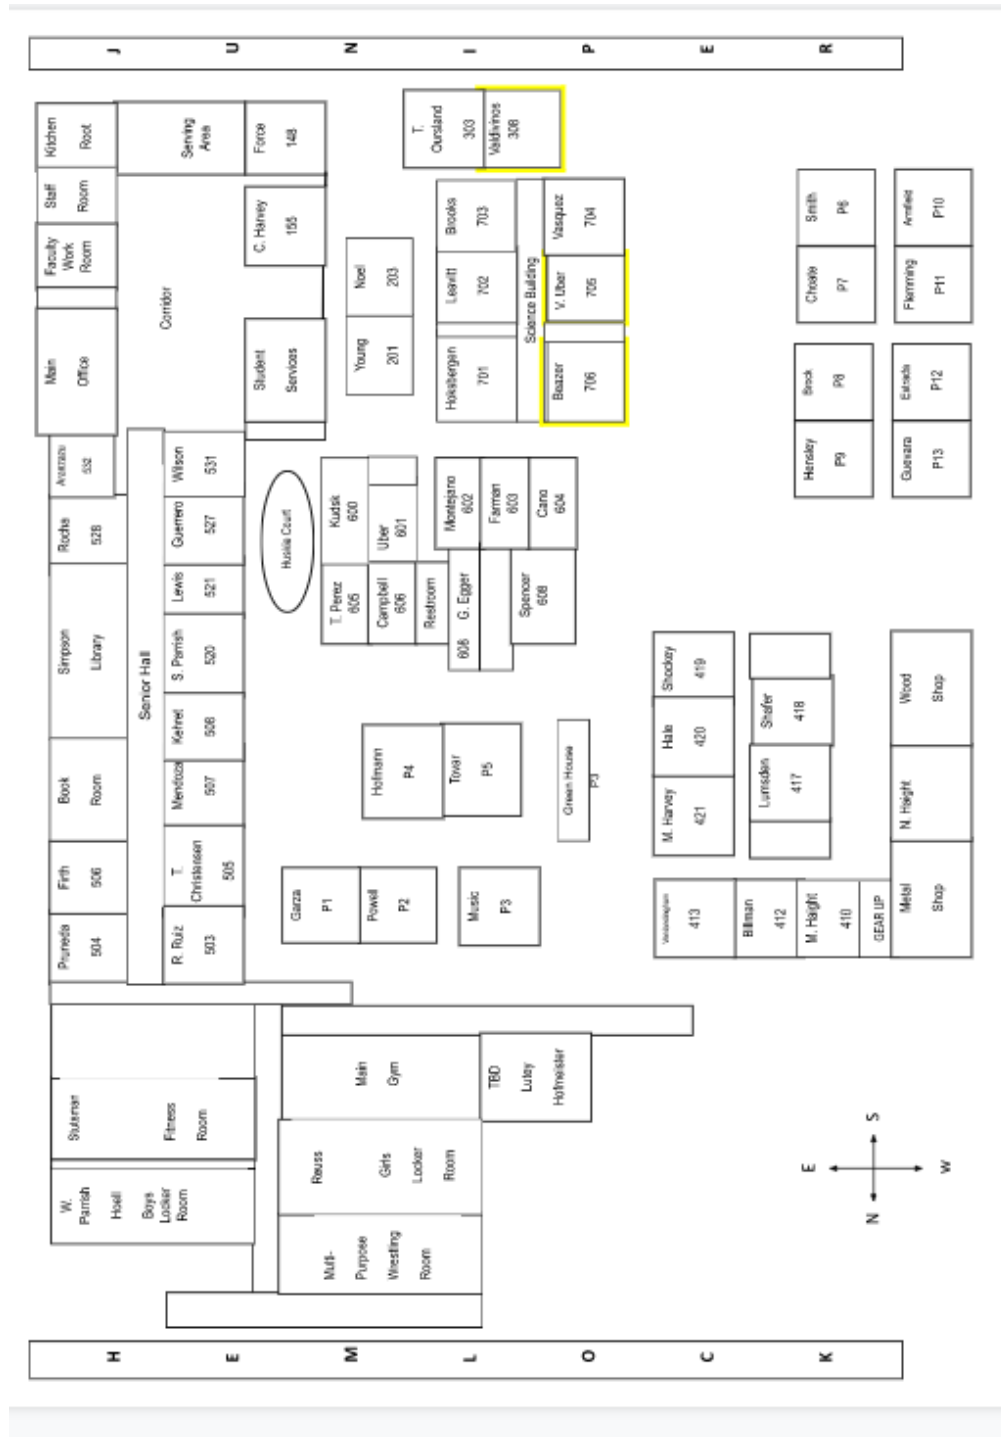 J U N I P E R
Kitchen
Root
Serving
Area
Force
148
T.
Oursland
303
Valdivinos
308
Staff
Room
Faculty
Work
Room
Corridor
C. Harvey
155
Noel
203
Young
201
Main
Office
Student
Services
Brooks
703
Leavitt
702
Hoksbergen
701
Science Building
Vasquez
704
V. Uber
705
Beazer
706
Smith
P6
Choate
P7
Armfield
P10
Flemming
P11
Brock
P8
Hensley
P9
Estrada
P12
Guevara
P13
532
Rocha
528
Simpson
Library
Book
Room
Firth
506
Pruneda
504
Senior Hall
Wilson
531
Guerrero
527
Lewis
521
S. Parrish
520
Kehret
508
Mendoza
507
T.
Christensen
505
R. Ruiz
503
Huskie Court
Kudsk
600
Uber
601
T. Perez
605
Campbell
606
Restroom
Montejano
602
Farman
603
Cano
604
G. Egger
608
Spencer
609
Hofmann
P4
Tovar
P5
Green House
P3
Garza
P1
Powell
P2
Music
P3
Shockey
419
Hale
420
M. Harvey
421
Shafer
418
Lumsden
417
Wood
Shop
N. Haight
Metal
Shop
413
Billman
412
M. Haight
410
GEAR UP
Stutsman
Fitness
Room
W.
Parrish
Hoell
Boys
Locker
Room
Main
Gym
TBD
Lutey
Hofmeister
Reuss
Girls
Locker
Room
Multi-
Purpose
Wrestling
Room
E
N S
W
H E M L O C K